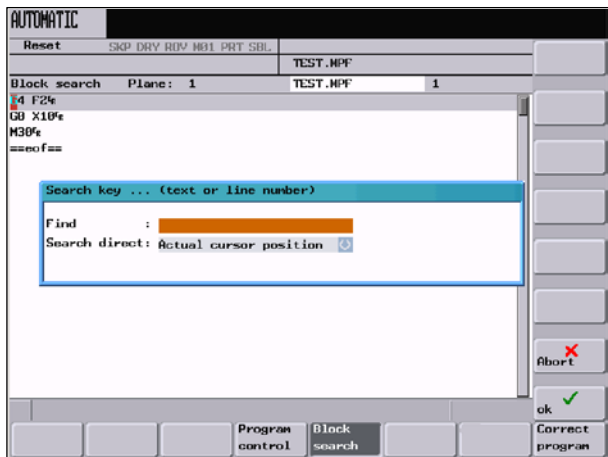 AUTOMATIC
Reset SKP DRY ROV M01 PRT SBL
TEST.MPF
Block search Plane: 1 TEST.MPF 1
T4 F2␊
G0 X10␊
M30␊
==eof==
Search key ... (text or line number)
Find :
Search direct: Actual cursor position
Abort
ok
Program control
Block search
Correct program